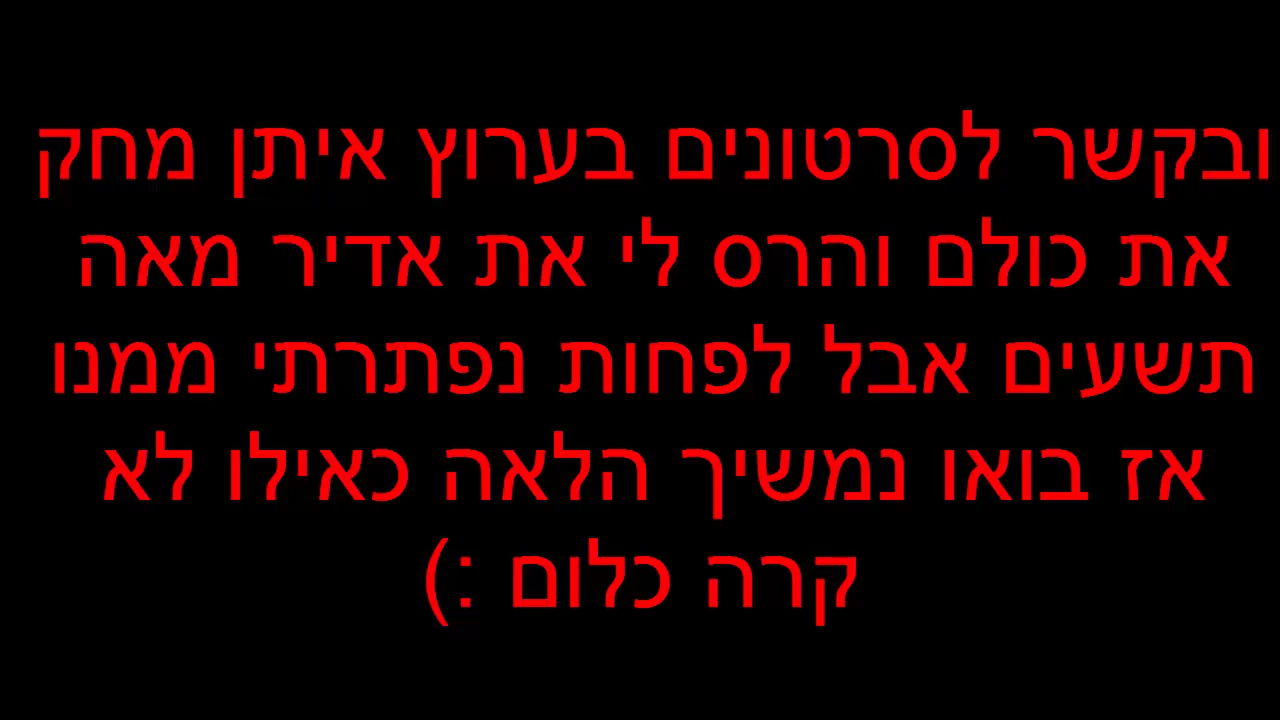 ובקשר לסרטונים בערוץ איתן מחק
את כולם והרס לי את אדיר מאה
תשעים אבל לפחות נפתרתי ממנו
אז בואו נמשיך הלאה כאילו לא
קרה כלום :)